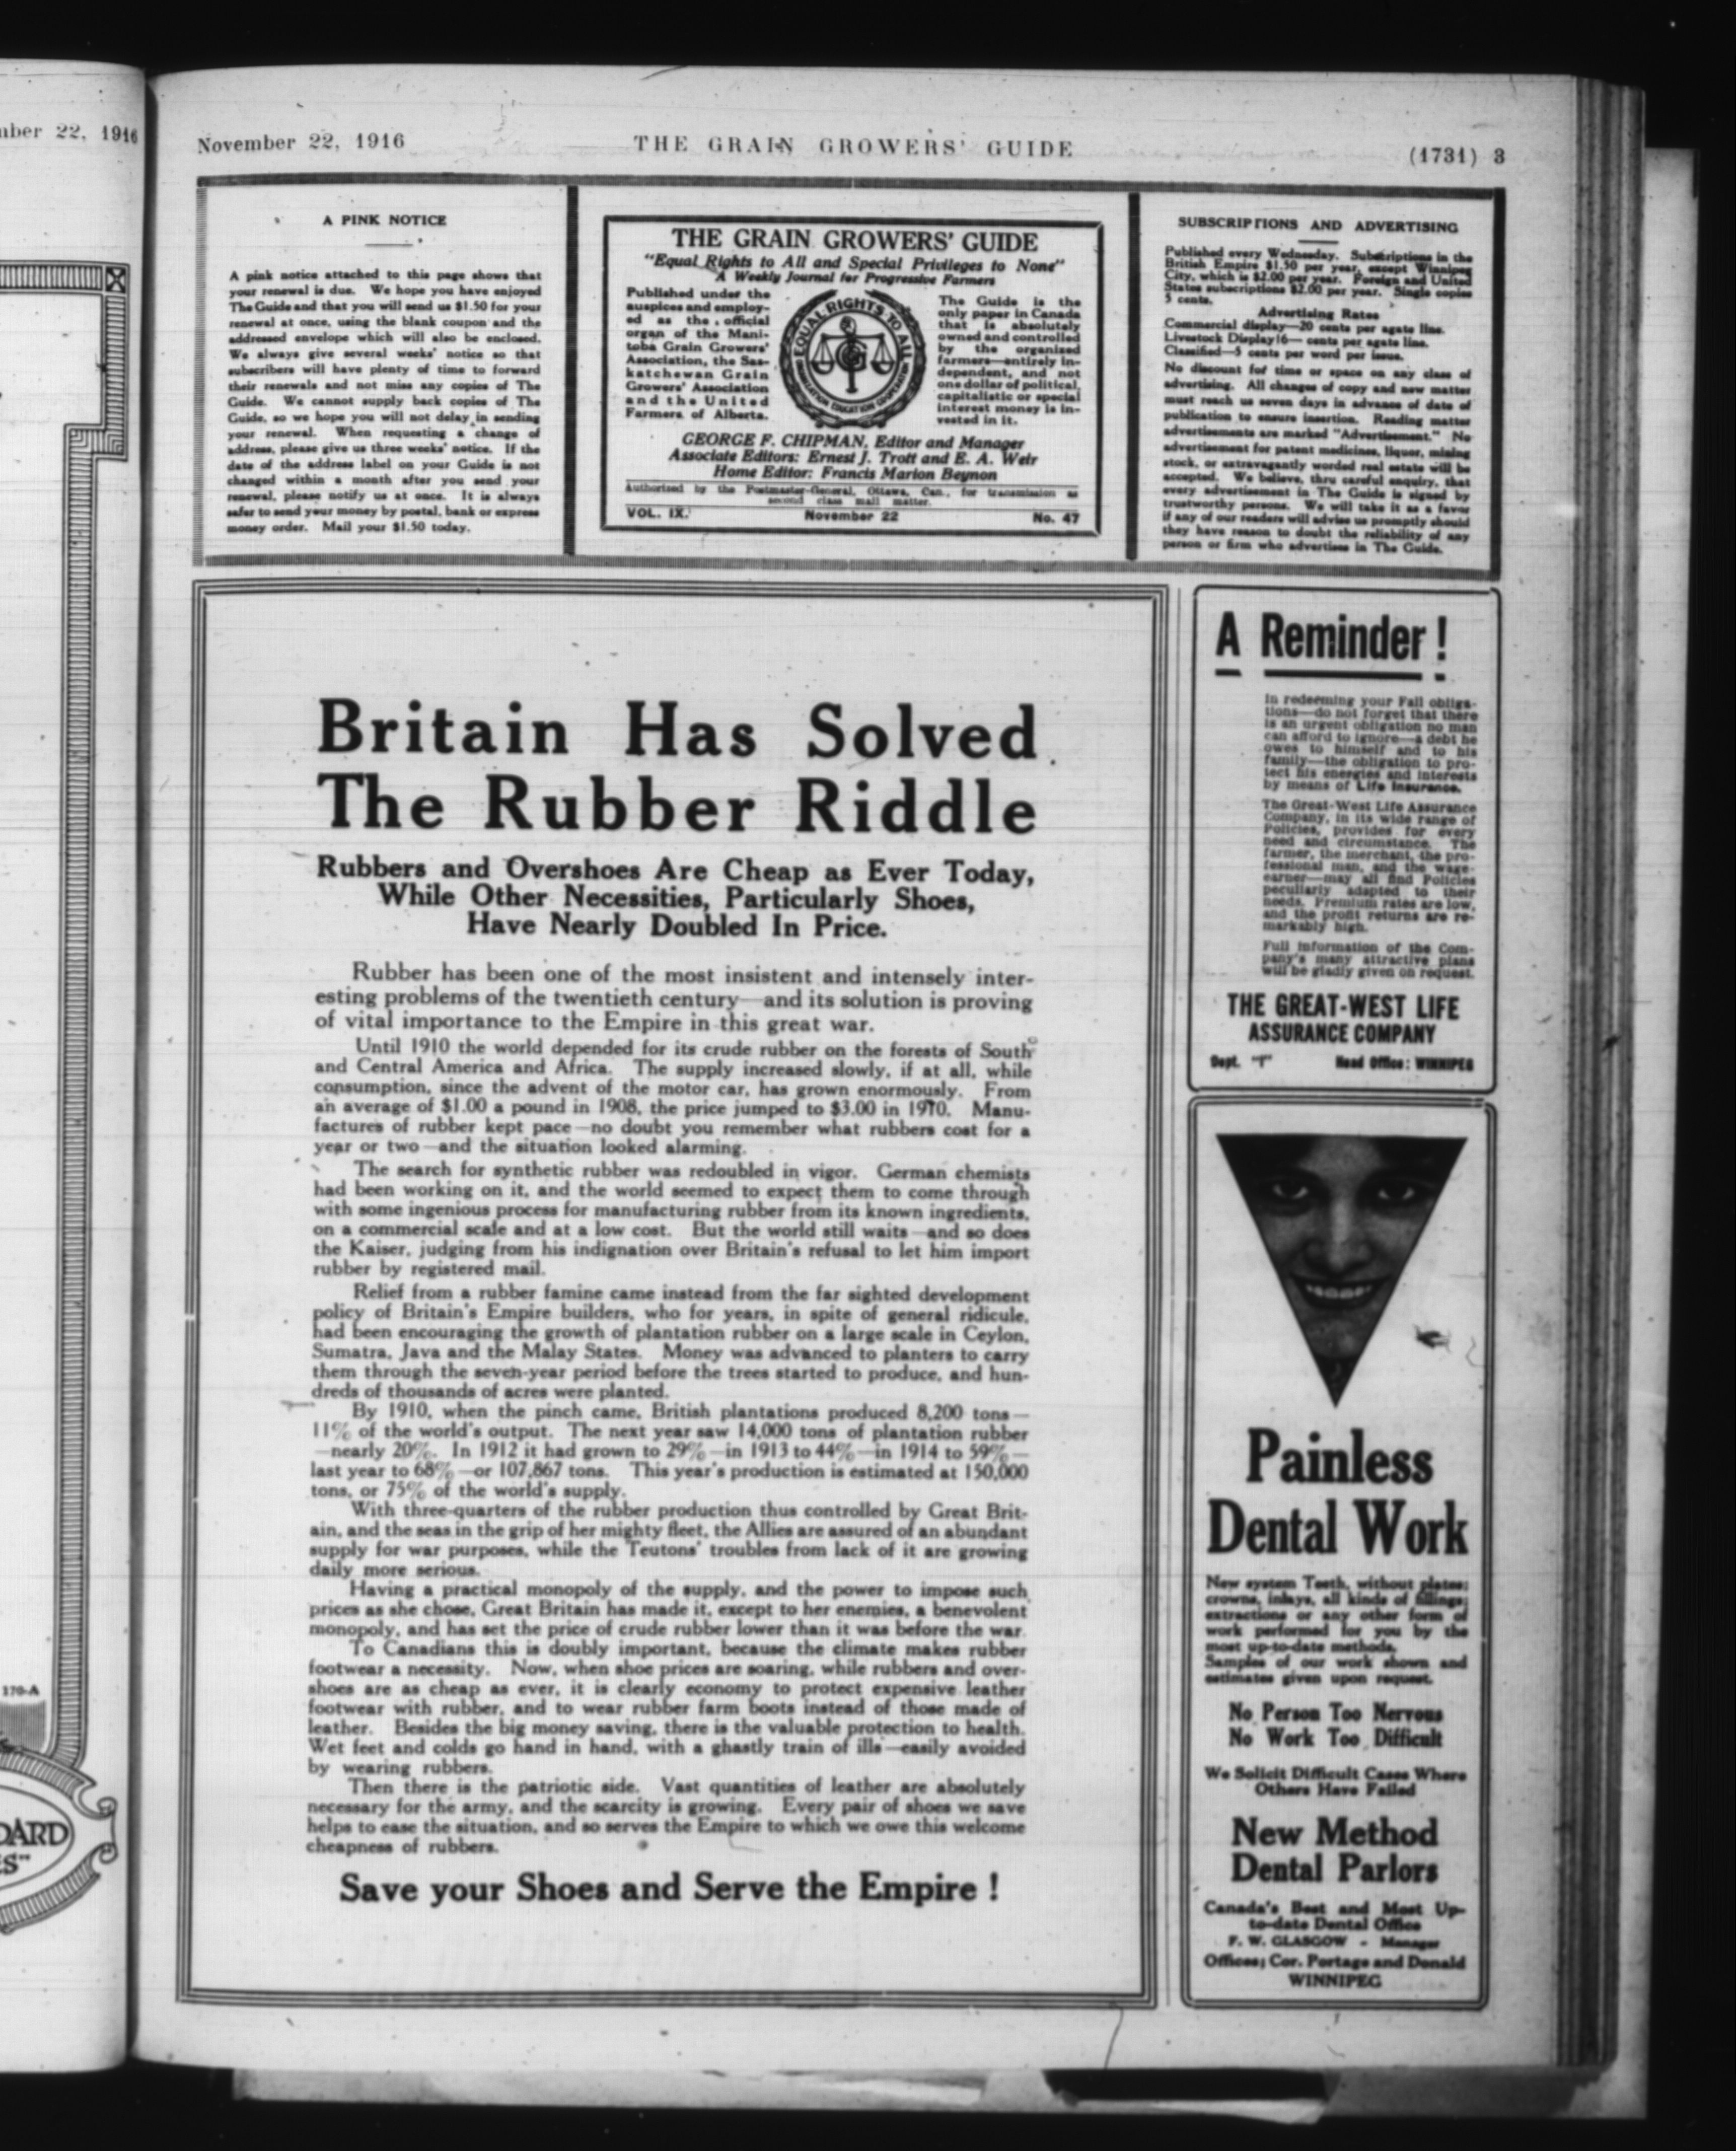 mber 22, 1916
170-A
DARD
ES"
November 22, 1916
THE GRAIN GROWERS' GUIDE
(1731) 3
A PINK NOTICE
A pink notice attached to this page shows that
your renewal is due. We hope you have enjoyed
The Guide and that you will send us $1.50 for your
renewal at once, using the blank coupon and the
addressed envelope which will also be enclosed.
We always give several weeks' notice so that
subscribers will have plenty of time to forward
their renewals and not miss any copies of The
Guide. We cannot supply back copies of The
Guide, so we hope you will not delay in sending
your renewal. When requesting a change of
address, please give us three weeks' notice. If the
date of the address label on your Guide is not
changed within a month after you send your
renewal, please notify us at once. It is always
safer to send your money by postal, bank or express
money order. Mail your $1.50 today.
THE GRAIN GROWERS' GUIDE
"Equal Rights to All and Special Privileges to None"
A Weekly Journal for Progressive Farmers
Published under the
auspices and employ-
ed as the official
organ of the Mani-
toba Grain Growers'
Association, the Sas-
katchewan Grain
Growers' Association
and the United
Farmers of Alberta.
EQUAL RIGHTS TO ALL
ORGANIZATION EDUCATION CO-OPERATION
The Guide is the
only paper in Canada
that is absolutely
owned and controlled
by the organized
farmers—entirely in-
dependent, and not
one dollar of political,
capitalistic or special
interest money is in-
vested in it.
GEORGE F. CHIPMAN, Editor and Manager
Associate Editors: Ernest J. Trott and E. A. Weir
Home Editor: Francis Marion Beynon
Authorized by the Postmaster-General, Ottawa, Can., for transmission as
second class mail matter.
VOL. IX. November 22 No. 47
SUBSCRIPTIONS AND ADVERTISING
Published every Wednesday. Subscriptions in the
British Empire $1.50 per year, except Winnipeg
City, which is $2.00 per year. Foreign and United
States subscriptions $2.00 per year. Single copies
5 cents.
Advertising Rates
Commercial display—20 cents per agate line.
Livestock Display16— cents per agate line.
Classified—5 cents per word per issue.
No discount for time or space on any class of
advertising. All changes of copy and new matter
must reach us seven days in advance of date of
publication to ensure insertion. Reading matter
advertisements are marked "Advertisement." No
advertisement for patent medicines, liquor, mining
stock, or extravagantly worded real estate will be
accepted. We believe, thru careful enquiry, that
every advertisement in The Guide is signed by
trustworthy persons. We will take it as a favor
if any of our readers will advise us promptly should
they have reason to doubt the reliability of any
person or firm who advertises in The Guide.
Britain Has Solved
The Rubber Riddle
Rubbers and Overshoes Are Cheap as Ever Today,
While Other Necessities, Particularly Shoes,
Have Nearly Doubled In Price.
Rubber has been one of the most insistent and intensely inter-
esting problems of the twentieth century—and its solution is proving
of vital importance to the Empire in this great war.
Until 1910 the world depended for its crude rubber on the forests of South
and Central America and Africa. The supply increased slowly, if at all, while
consumption, since the advent of the motor car, has grown enormously. From
an average of $1.00 a pound in 1908, the price jumped to $3.00 in 1910. Manu-
factures of rubber kept pace—no doubt you remember what rubbers cost for a
year or two—and the situation looked alarming.
The search for synthetic rubber was redoubled in vigor. German chemists
had been working on it, and the world seemed to expect them to come through
with some ingenious process for manufacturing rubber from its known ingredients,
on a commercial scale and at a low cost. But the world still waits—and so does
the Kaiser, judging from his indignation over Britain's refusal to let him import
rubber by registered mail.
Relief from a rubber famine came instead from the far sighted development
policy of Britain's Empire builders, who for years, in spite of general ridicule,
had been encouraging the growth of plantation rubber on a large scale in Ceylon,
Sumatra, Java and the Malay States. Money was advanced to planters to carry
them through the seven-year period before the trees started to produce, and hun-
dreds of thousands of acres were planted.
By 1910, when the pinch came, British plantations produced 8,200 tons—
11% of the world's output. The next year saw 14,000 tons of plantation rubber
—nearly 20%. In 1912 it had grown to 29%—in 1913 to 44%—in 1914 to 59%—
last year to 68%—or 107,867 tons. This year's production is estimated at 150,000
tons, or 75% of the world's supply.
With three-quarters of the rubber production thus controlled by Great Brit-
ain, and the seas in the grip of her mighty fleet, the Allies are assured of an abundant
supply for war purposes, while the Teutons' troubles from lack of it are growing
daily more serious.
Having a practical monopoly of the supply, and the power to impose such
prices as she chose, Great Britain has made it, except to her enemies, a benevolent
monopoly, and has set the price of crude rubber lower than it was before the war.
To Canadians this is doubly important, because the climate makes rubber
footwear a necessity. Now, when shoe prices are soaring, while rubbers and over-
shoes are as cheap as ever, it is clearly economy to protect expensive leather
footwear with rubber, and to wear rubber farm boots instead of those made of
leather. Besides the big money saving, there is the valuable protection to health.
Wet feet and colds go hand in hand, with a ghastly train of ills—easily avoided
by wearing rubbers.
Then there is the patriotic side. Vast quantities of leather are absolutely
necessary for the army, and the scarcity is growing. Every pair of shoes we save
helps to ease the situation, and so serves the Empire to which we owe this welcome
cheapness of rubbers.
Save your Shoes and Serve the Empire !
A Reminder !
In redeeming your Fall obliga-
tions—do not forget that there
is an urgent obligation no man
can afford to ignore—a debt he
owes to himself and to his
family—the obligation to pro-
tect his energies and interests
by means of Life Insurance.
The Great-West Life Assurance
Company, in its wide range of
Policies, provides for every
need and circumstance. The
farmer, the merchant, the pro-
fessional man, and the wage-
earner—may all find Policies
peculiarly adapted to their
needs. Premium rates are low,
and the profit returns are re-
markably high.
Full information of the Com-
pany's many attractive plans
will be gladly given on request.
THE GREAT-WEST LIFE
ASSURANCE COMPANY
Dept. "I" Head Office: WINNIPEG
Painless
Dental Work
New system Teeth, without plates;
crowns, inlays, all kinds of fillings;
extractions or any other form of
work performed for you by the
most up-to-date methods.
Samples of our work shown and
estimates given upon request.
No Person Too Nervous
No Work Too Difficult
We Solicit Difficult Cases Where
Others Have Failed
New Method
Dental Parlors
Canada's Best and Most Up-
to-date Dental Office
F. W. GLASGOW - Manager
Offices; Cor. Portage and Donald
WINNIPEG